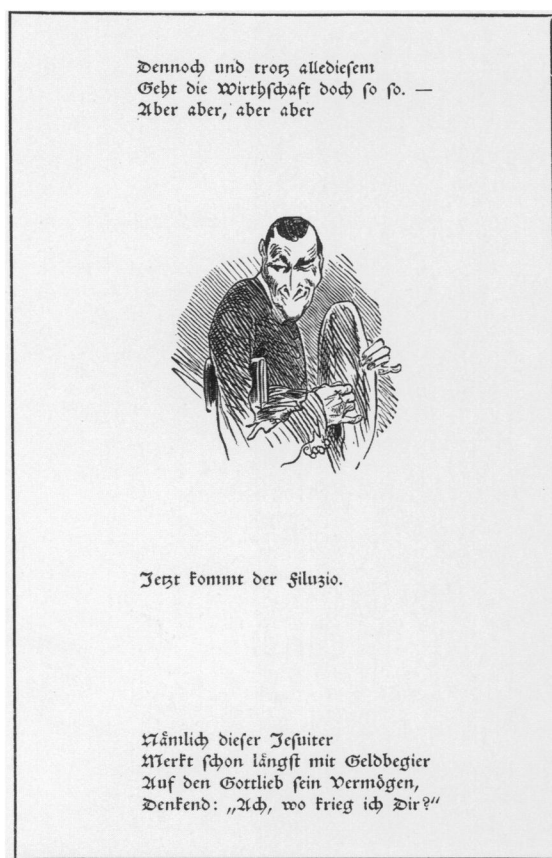 Dennoch und trotz allediesem
Geht die Wirthschaft doch so so. —
Aber aber, aber aber
Jetzt kommt der Filuzio.
Nämlich dieser Jesuiter
Merkt schon längst mit Geldbegier
Auf den Gottlieb sein Vermögen,
Denkend: „Ach, wo krieg ich Dir?“